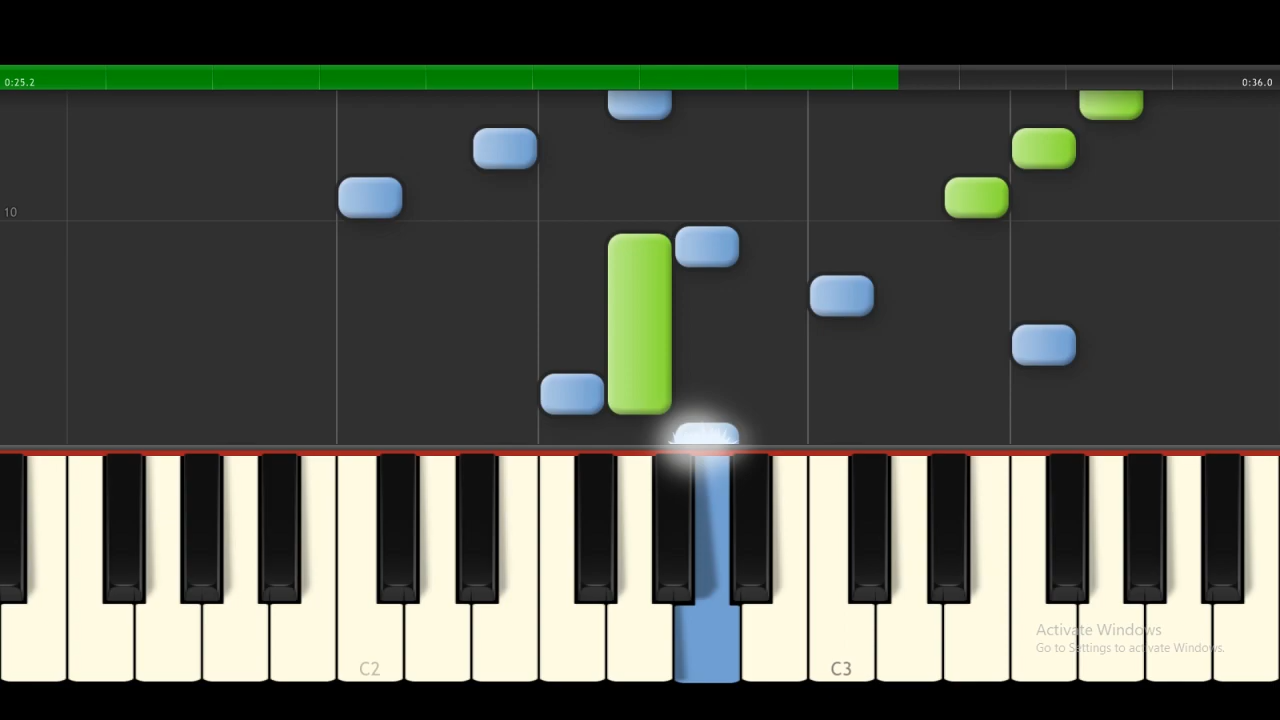 0:25.2
0:36.0
10
Activate Windows
Go to Settings to activate Windows.
C2
C3